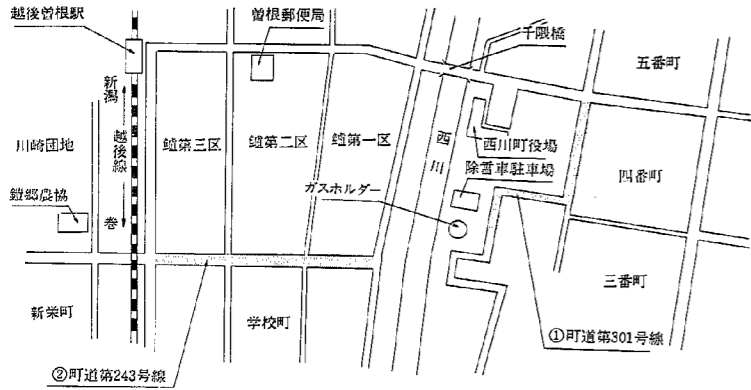 越後曽根駅
曽根郵便局
千隈橋
五番町
新潟
越後線
巻
川崎団地
鎧第三区
鎧第二区
鎧第一区
西川
西川町役場
四番町
除雪車駐車場
ガスホルダー
鎧郷農協
三番町
新栄町
学校町
①町道第301号線
②町道第243号線